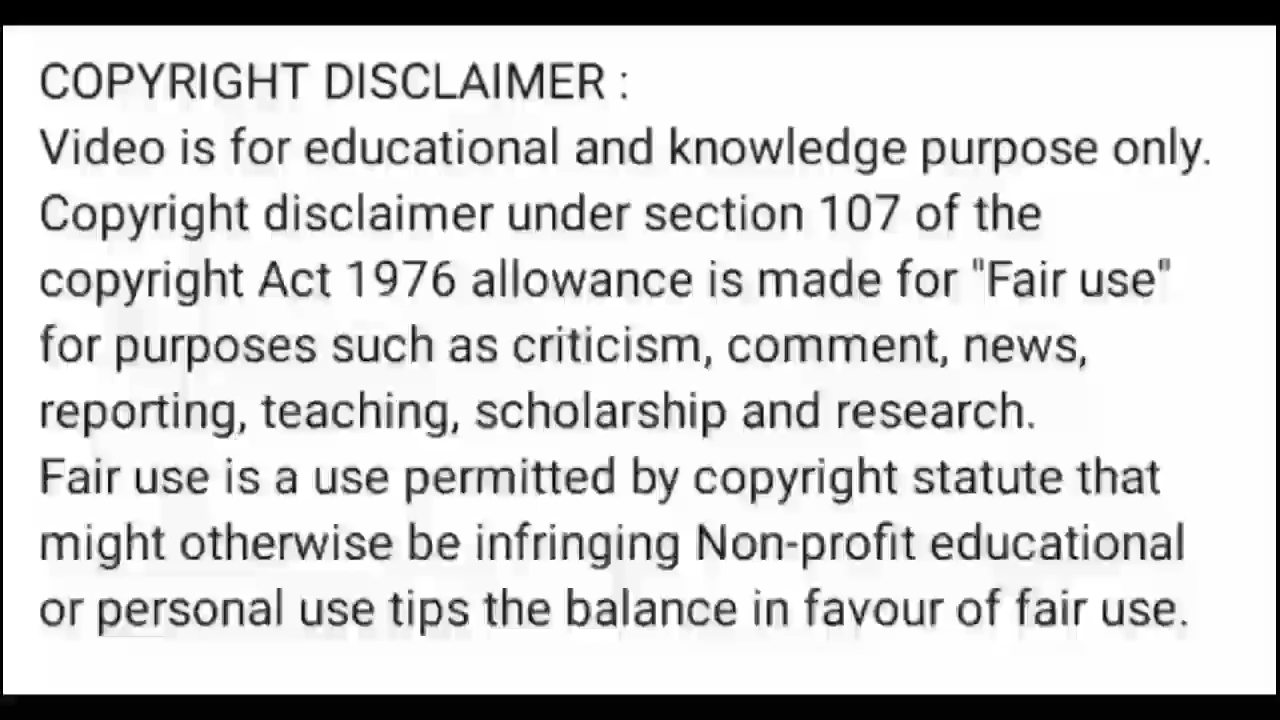 COPYRIGHT DISCLAIMER :
Video is for educational and knowledge purpose only.
Copyright disclaimer under section 107 of the
copyright Act 1976 allowance is made for "Fair use"
for purposes such as criticism, comment, news,
reporting, teaching, scholarship and research.
Fair use is a use permitted by copyright statute that
might otherwise be infringing Non-profit educational
or personal use tips the balance in favour of fair use.